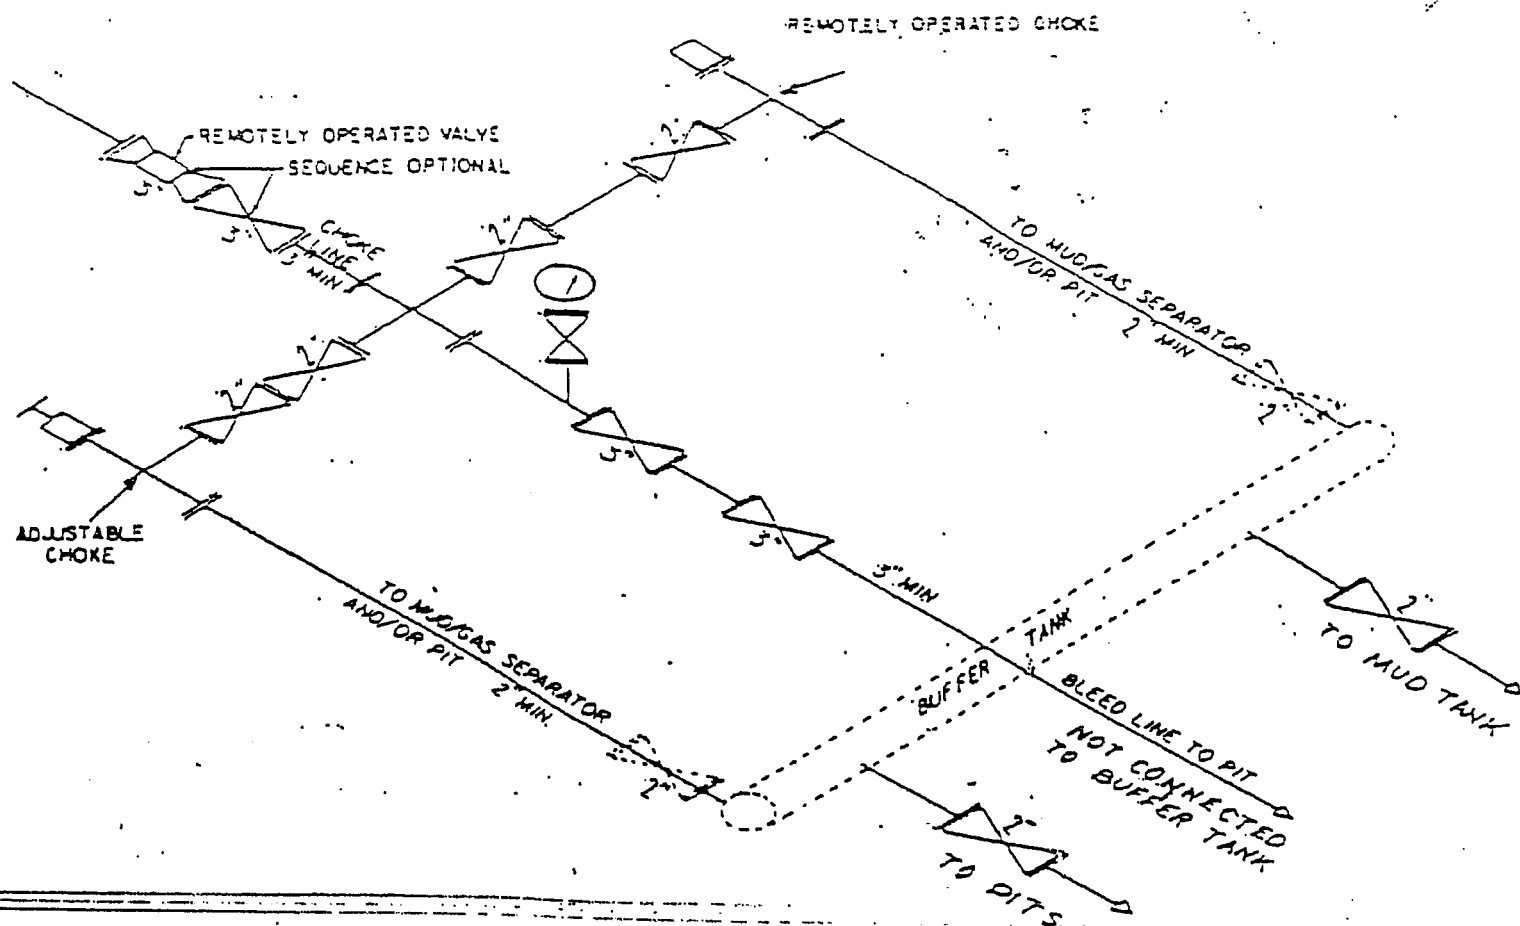 REMOTELY OPERATED CHOKE
REMOTELY OPERATED VALVE
SEQUENCE OPTIONAL
3"
3"
CHOKE
LINE
3 MIN
2"
2"
2"
2"
ADJUSTABLE
CHOKE
TO MUD/GAS SEPARATOR
AND/OR PIT
2" MIN
2"
3"
3"
3" MIN
TO MUD/GAS SEPARATOR
AND/OR PIT
2" MIN.
2"
BUFFER TANK
2"
TO MUD TANK
BLEED LINE TO PIT
NOT CONNECTED
TO BUFFER TANK
2"
TO PITS